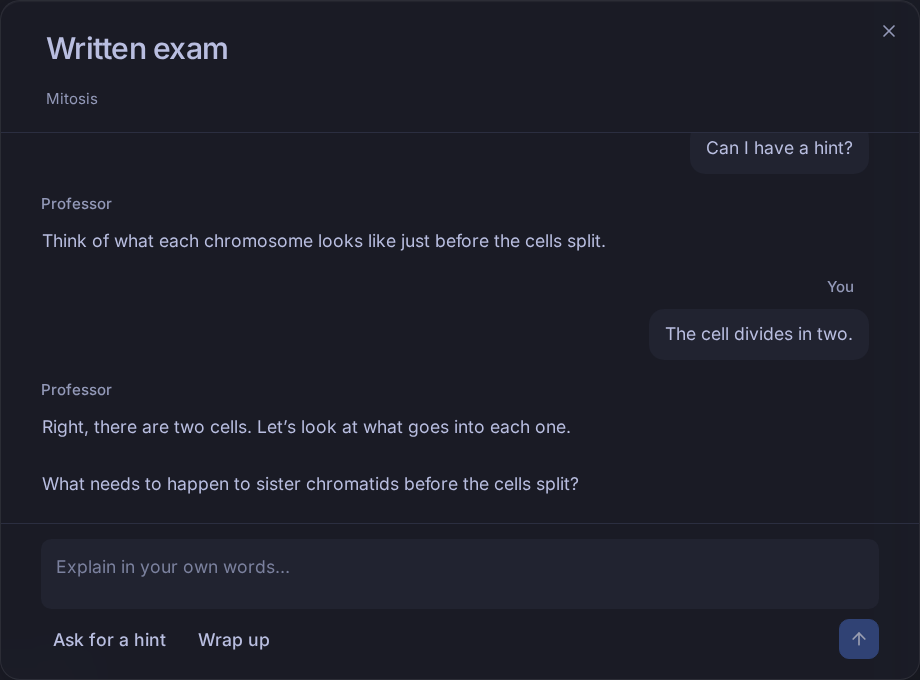 Written exam
Mitosis
Can I have a hint?
Professor
Think of what each chromosome looks like just before the cells split.
You
The cell divides in two.
Professor
Right, there are two cells. Let’s look at what goes into each one.
What needs to happen to sister chromatids before the cells split?
Explain in your own words...
Ask for a hint
Wrap up